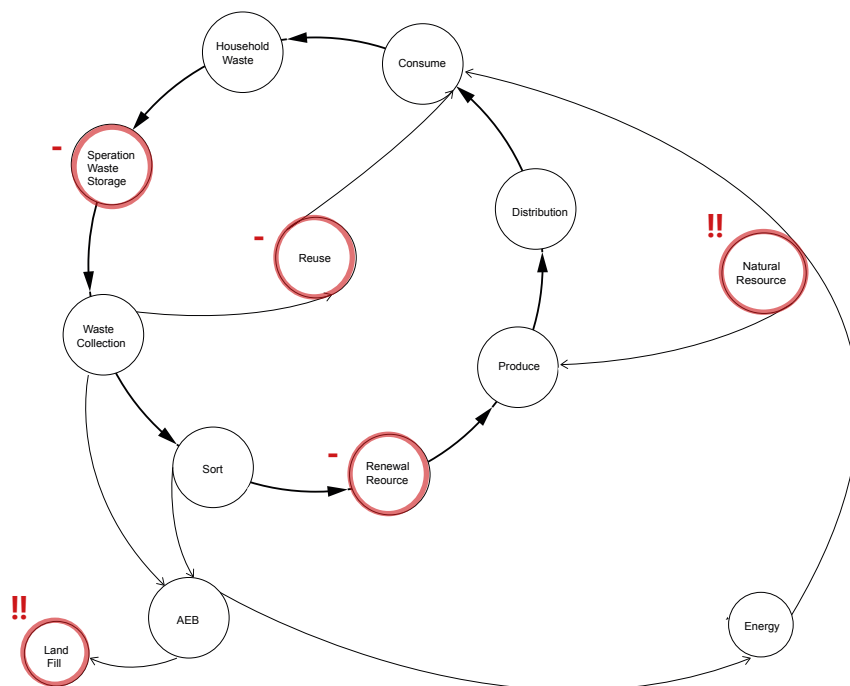 Household
Waste
Consume
-
Speration
Waste
Storage
Distribution
!!
-
Reuse
Natural
Resource
Waste
Collection
Produce
-
Renewal
Reource
Sort
!!
AEB
Energy
Land
Fill